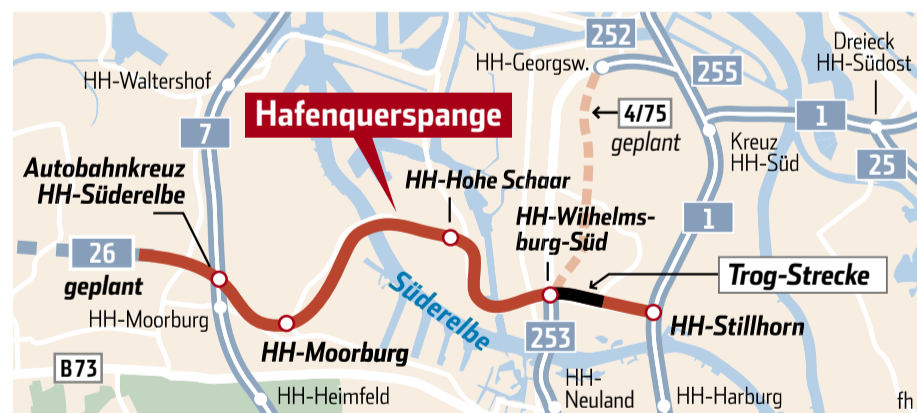 252
Dreieck
HH-Südost
HH-Georgsw.
HH-Waltershof
255
Hafenquerspange
4/75
geplant
1
7
Kreuz
HH-Süd
25
Autobahnkreuz
HH-Süderelbe
HH-Hohe Schaar
HH-Wilhelms-
burg-Süd
1
26
geplant
Trog-Strecke
Süderelbe
HH-Moorburg
HH-Moorburg
253
HH-Stillhorn
B73
HH-Heimfeld
HH-
Neuland
HH-Harburg
fh